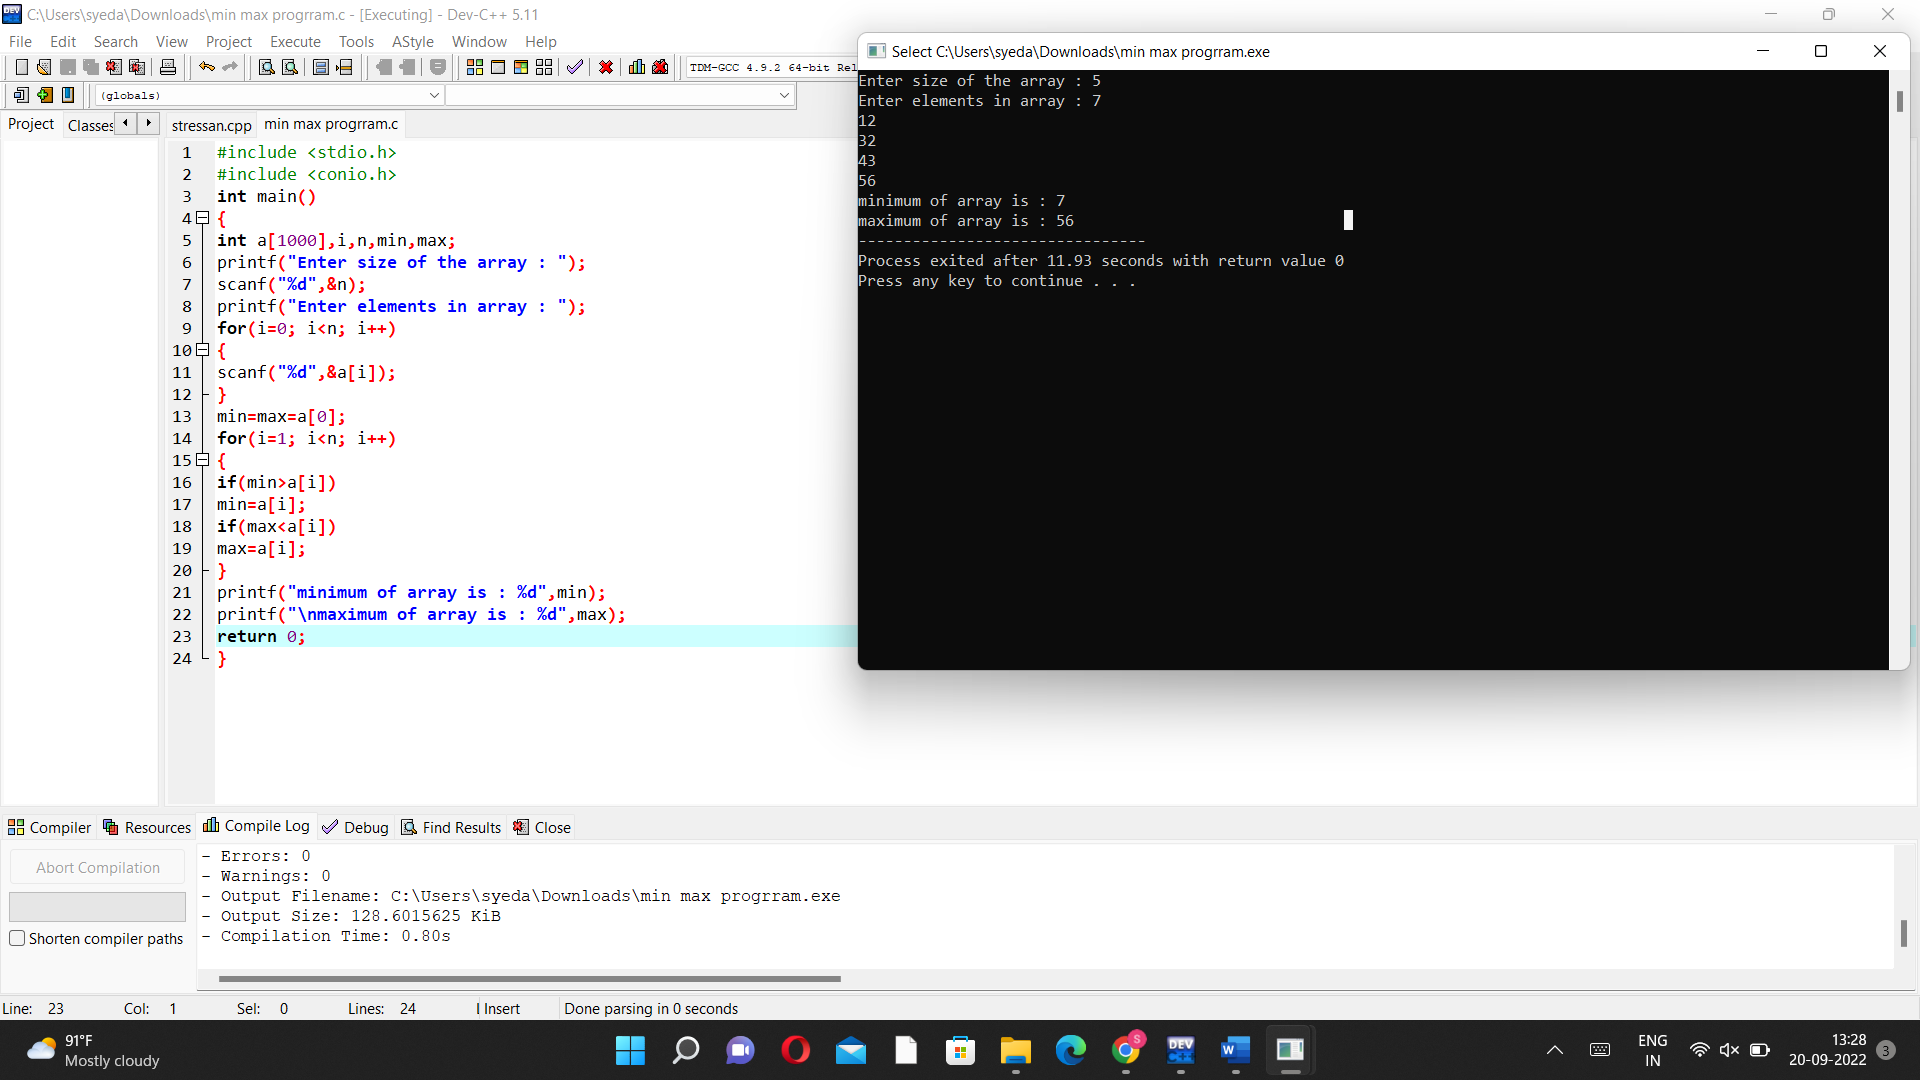 C:\Users\syeda\Downloads\min max progrram.c - [Executing] - Dev-C++ 5.11
File Edit Search View Project Execute Tools AStyle Window Help
TDM-GCC 4.9.2 64-bit Rel
(globals)
Project Classes stressan.cpp min max progrram.c
1 #include <stdio.h>
2 #include <conio.h>
3 int main()
4 {
5 int a[1000],i,n,min,max;
6 printf("Enter size of the array : ");
7 scanf("%d",&n);
8 printf("Enter elements in array : ");
9 for(i=0; i<n; i++)
10 {
11 scanf("%d",&a[i]);
12 }
13 min=max=a[0];
14 for(i=1; i<n; i++)
15 {
16 if(min>a[i])
17 min=a[i];
18 if(max<a[i])
19 max=a[i];
20 }
21 printf("minimum of array is : %d",min);
22 printf("\nmaximum of array is : %d",max);
23 return 0;
24 }
Select C:\Users\syeda\Downloads\min max progrram.exe
Enter size of the array : 5
Enter elements in array : 7
12
32
43
56
minimum of array is : 7
maximum of array is : 56
--------------------------------
Process exited after 11.93 seconds with return value 0
Press any key to continue . . .
Compiler Resources Compile Log Debug Find Results Close
Abort Compilation
Shorten compiler paths
- Errors: 0
- Warnings: 0
- Output Filename: C:\Users\syeda\Downloads\min max progrram.exe
- Output Size: 128.6015625 KiB
- Compilation Time: 0.80s
Line: 23 Col: 1 Sel: 0 Lines: 24 I Insert Done parsing in 0 seconds
91°F
Mostly cloudy
S
DEV
C++
W
ENG
IN
13:28
20-09-2022
3